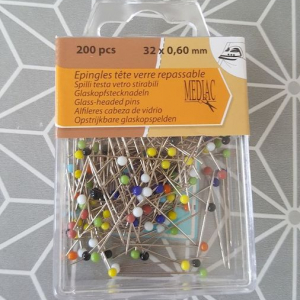 200 pcs 32 x 0,60 mm
Epingles tête verre repassable
Spilli testa vetro stirabili
Glaskopfstecknadeln
Glass-headed pins
Alfileres cabeza de vidrio
Opstrijkbare glaskopspelden
MEDIAC